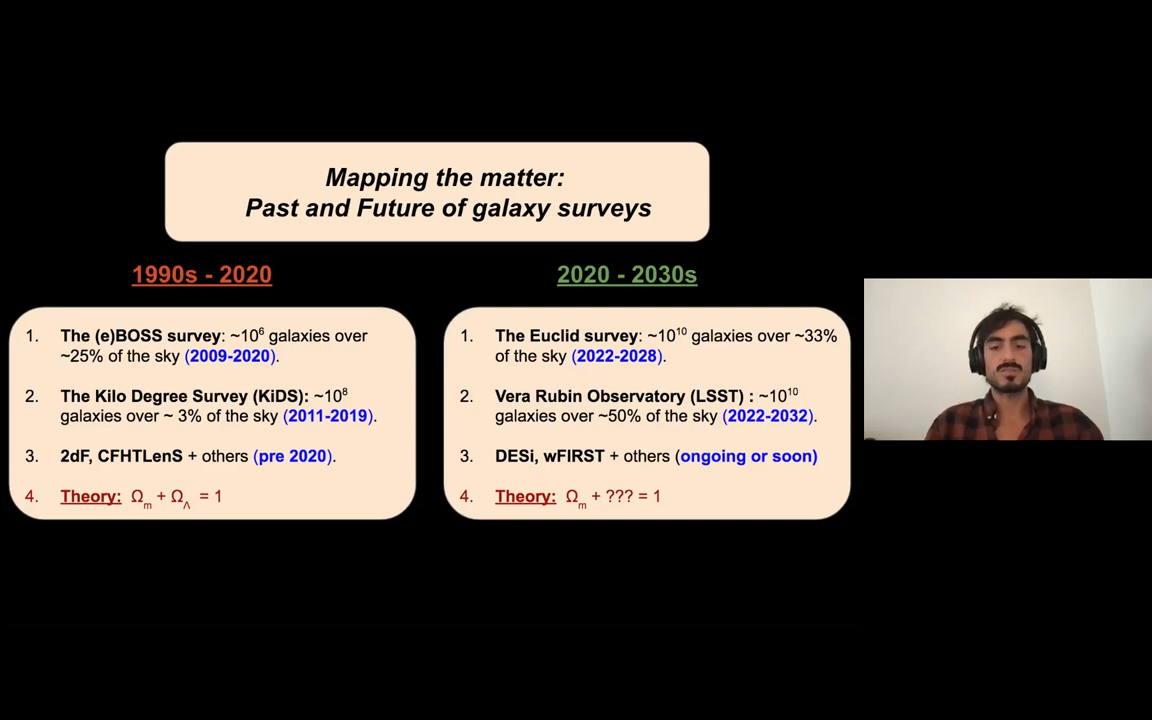 Mapping the matter:
Past and Future of galaxy surveys
1990s - 2020
1. The (e)BOSS survey: ~10⁶ galaxies over
~25% of the sky (2009-2020).
2. The Kilo Degree Survey (KiDS): ~10⁸
galaxies over ~ 3% of the sky (2011-2019).
3. 2dF, CFHTLenS + others (pre 2020).
4. Theory: Ωm + ΩΛ = 1
2020 - 2030s
1. The Euclid survey: ~10¹⁰ galaxies over ~33%
of the sky (2022-2028).
2. Vera Rubin Observatory (LSST) : ~10¹⁰
galaxies over ~50% of the sky (2022-2032).
3. DESi, wFIRST + others (ongoing or soon)
4. Theory: Ωm + ??? = 1